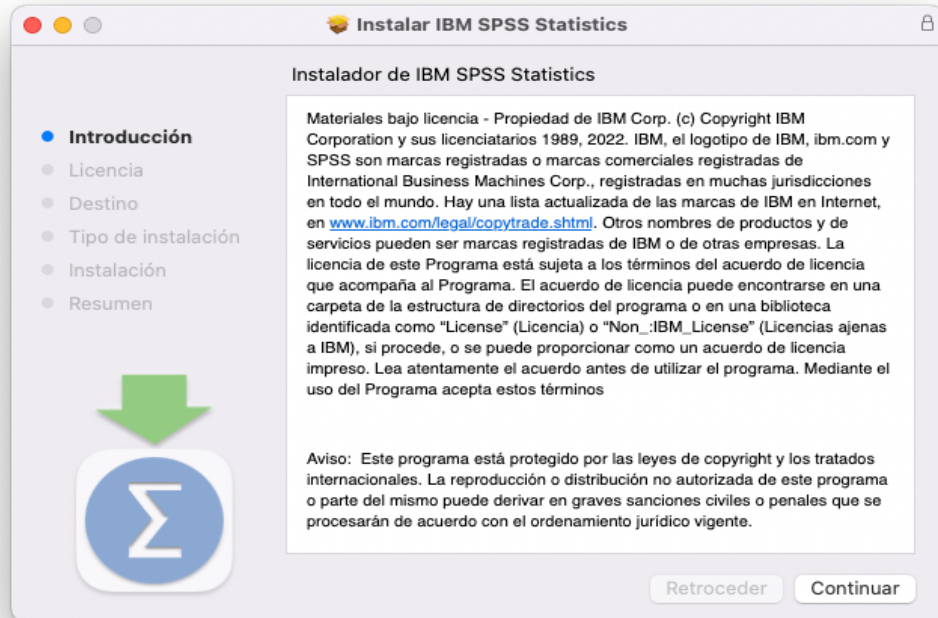 Instalar IBM SPSS Statistics
Instalador de IBM SPSS Statistics
Introducción
Licencia
Destino
Tipo de instalación
Instalación
Resumen
Materiales bajo licencia - Propiedad de IBM Corp. (c) Copyright IBM
Corporation y sus licenciatarios 1989, 2022. IBM, el logotipo de IBM, ibm.com y
SPSS son marcas registradas o marcas comerciales registradas de
International Business Machines Corp., registradas en muchas jurisdicciones
en todo el mundo. Hay una lista actualizada de las marcas de IBM en Internet,
en www.ibm.com/legal/copytrade.shtml. Otros nombres de productos y de
servicios pueden ser marcas registradas de IBM o de otras empresas. La
licencia de este Programa está sujeta a los términos del acuerdo de licencia
que acompaña al Programa. El acuerdo de licencia puede encontrarse en una
carpeta de la estructura de directorios del programa o en una biblioteca
identificada como “License” (Licencia) o “Non_:IBM_License” (Licencias ajenas
a IBM), si procede, o se puede proporcionar como un acuerdo de licencia
impreso. Lea atentamente el acuerdo antes de utilizar el programa. Mediante el
uso del Programa acepta estos términos
Aviso: Este programa está protegido por las leyes de copyright y los tratados
internacionales. La reproducción o distribución no autorizada de este programa
o parte del mismo puede derivar en graves sanciones civiles o penales que se
procesarán de acuerdo con el ordenamiento jurídico vigente.
Σ
Retroceder
Continuar